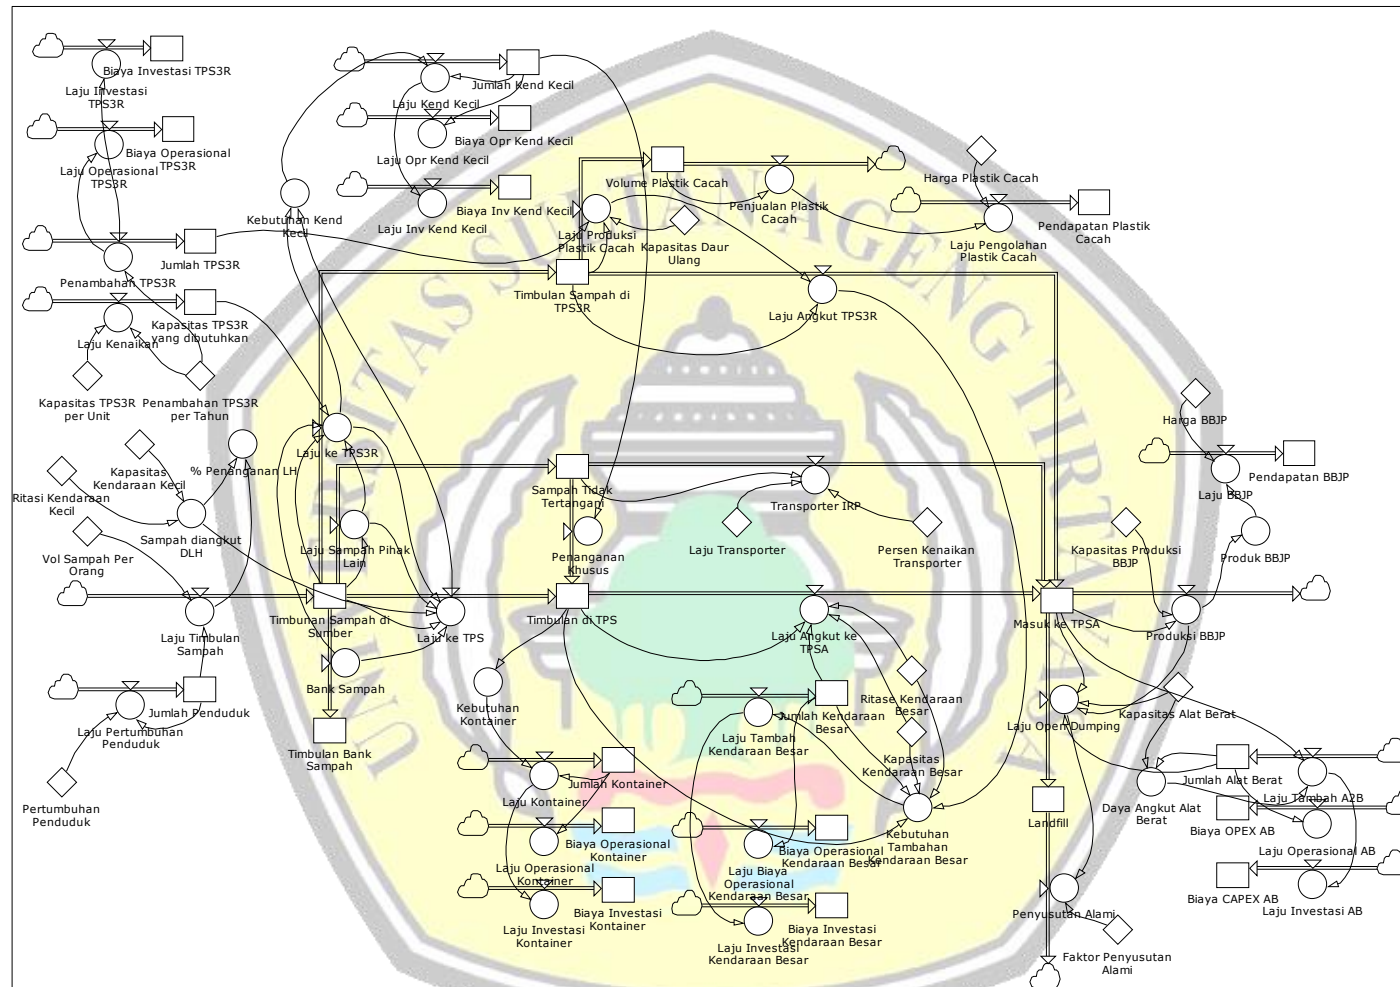 Biaya Investasi TPS3R
Laju Investasi
TPS3R
Biaya Operasional
TPS3R
Laju Operasional
TPS3R
Jumlah TPS3R
Penambahan TPS3R
Kapasitas TPS3R
yang dibutuhkan
Laju Kenaikan
Kapasitas TPS3R
per Unit
Penambahan TPS3R
per Tahun
Jumlah Kend Kecil
Laju Kend Kecil
Biaya Opr Kend Kecil
Laju Opr Kend Kecil
Biaya Inv Kend Kecil
Laju Inv Kend Kecil
Kebutuhan Kend
Kecil
Volume Plastik Cacah
Penjualan Plastik
Cacah
Laju Produksi
Plastik Cacah
Kapasitas Daur
Ulang
Harga Plastik Cacah
Pendapatan Plastik
Cacah
Laju Pengolahan
Plastik Cacah
Timbulan Sampah di
TPS3R
Laju Angkut TPS3R
Laju ke TPS3R
% Penanganan LH
Kapasitas
Kendaraan Kecil
Ritasi Kendaraan
Kecil
Sampah diangkut
DLH
Vol Sampah Per
Orang
Laju Sampah Pihak
Lain
Sampah Tidak
Tertangani
Penanganan
Khusus
Transporter IRP
Laju Transporter
Persen Kenaikan
Transporter
Harga BBJP
Pendapatan BBJP
Laju BBJP
Produk BBJP
Kapasitas Produksi
BBJP
Produksi BBJP
Laju Timbulan
Sampah
Timbunan Sampah di
Sumber
Laju ke TPS
Timbulan di TPS
Laju Angkut ke
TPSA
Masuk ke TPSA
Bank Sampah
Timbulan Bank
Sampah
Jumlah Penduduk
Laju Pertumbuhan
Penduduk
Pertumbuhan
Penduduk
Kebutuhan
Kontainer
Jumlah Kontainer
Laju Kontainer
Biaya Operasional
Kontainer
Laju Operasional
Kontainer
Biaya Investasi
Kontainer
Laju Investasi
Kontainer
Jumlah Kendaraan
Besar
Laju Tambah
Kendaraan Besar
Ritase Kendaraan
Besar
Kapasitas
Kendaraan Besar
Kebutuhan
Tambahan
Kendaraan Besar
Biaya Operasional
Kendaraan Besar
Laju Biaya
Operasional
Kendaraan Besar
Biaya Investasi
Kendaraan Besar
Laju Investasi
Kendaraan Besar
Laju Open Dumping
Kapasitas Alat Berat
Daya Angkut Alat
Berat
Jumlah Alat Berat
Laju Tambah A2B
Biaya OPEX AB
Laju Operasional AB
Biaya CAPEX AB
Laju Investasi AB
Landfill
Penyusutan Alami
Faktor Penyusutan
Alami
UNIVERSITAS SULTAN AGENG TIRTAYASA